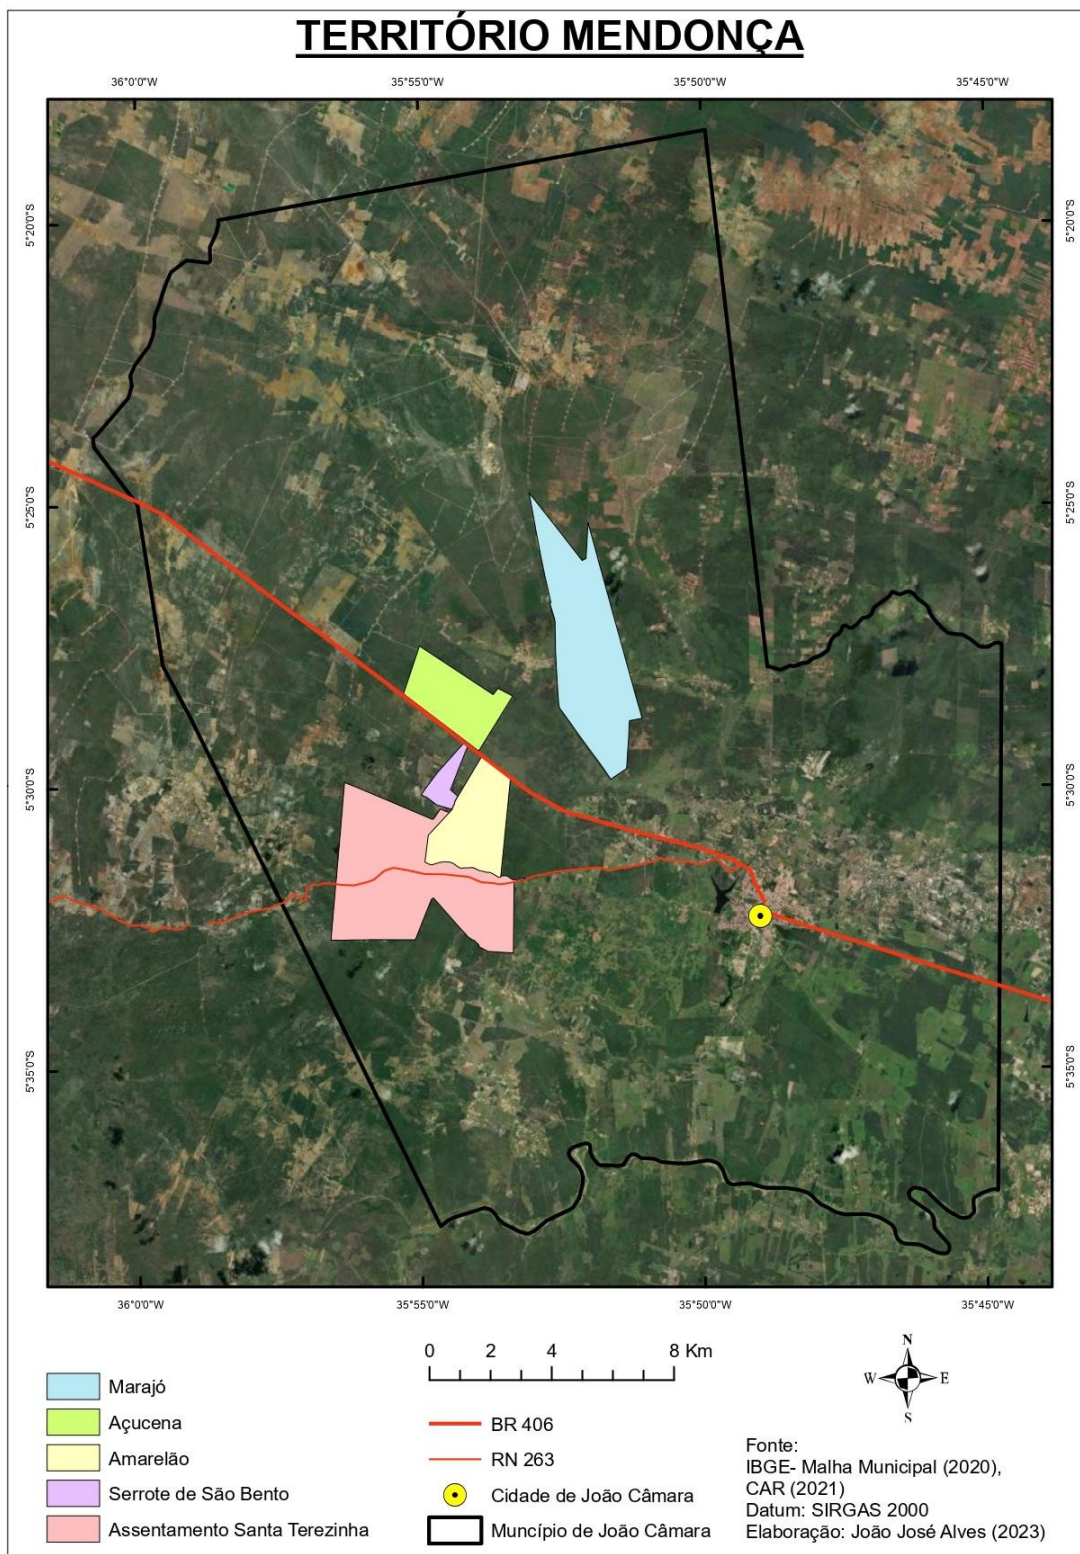 TERRITÓRIO MENDONÇA
36°0'0"W 35°55'0"W 35°50'0"W 35°45'0"W
5°20'0"S 5°20'0"S
5°25'0"S 5°25'0"S
5°30'0"S 5°30'0"S
5°35'0"S 5°35'0"S
36°0'0"W 35°55'0"W 35°50'0"W 35°45'0"W
0 2 4 8 Km
N
W E
S
Marajó
Açucena
Amarelão
Serrote de São Bento
Assentamento Santa Terezinha
BR 406
RN 263
Cidade de João Câmara
Muncípio de João Câmara
Fonte:
IBGE- Malha Municipal (2020),
CAR (2021)
Datum: SIRGAS 2000
Elaboração: João José Alves (2023)